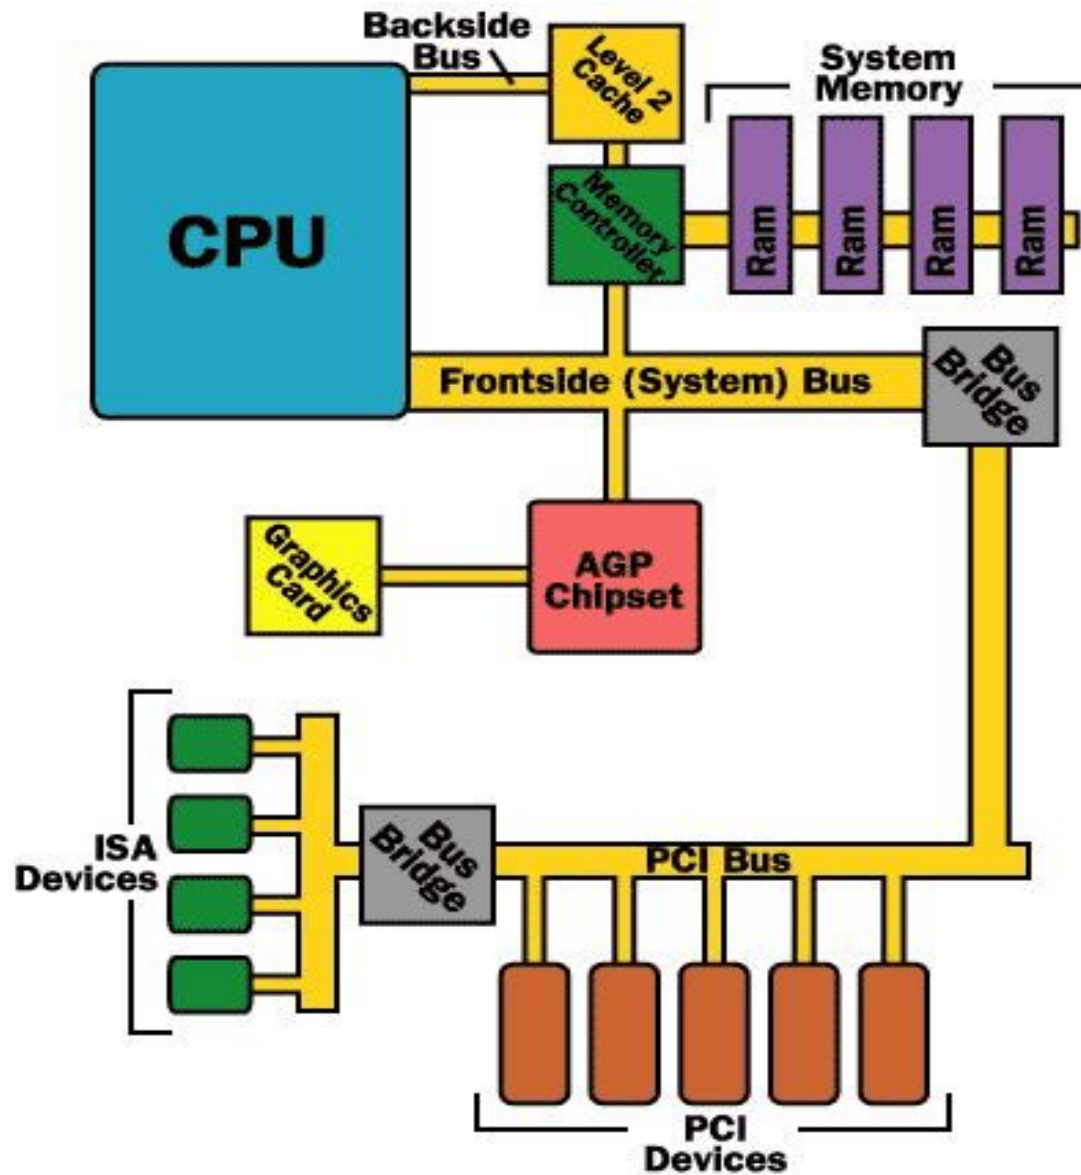 Backside
Bus
Level 2
Cache
System
Memory
CPU
Memory
Controller
Ram
Ram
Ram
Ram
Frontside (System) Bus
Bus
Bridge
Graphics
Card
AGP
Chipset
ISA
Devices
Bus
Bridge
PCI Bus
PCI
Devices